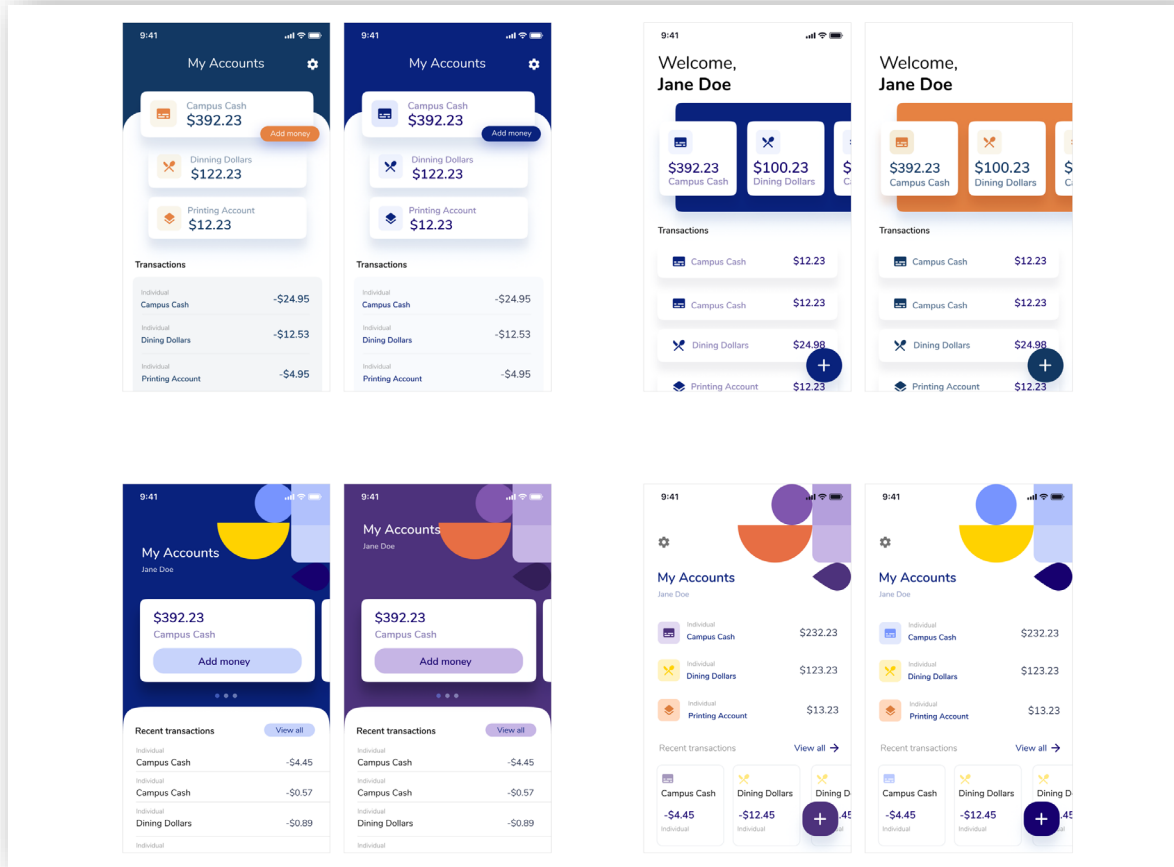 9:41
My Accounts
Campus Cash
$392.23
Add money
Dinning Dollars
$122.23
Printing Account
$12.23
Transactions
Individual
Campus Cash
-$24.95
Individual
Dining Dollars
-$12.53
Individual
Printing Account
-$4.95
9:41
My Accounts
Campus Cash
$392.23
Add money
Dinning Dollars
$122.23
Printing Account
$12.23
Transactions
Individual
Campus Cash
-$24.95
Individual
Dining Dollars
-$12.53
Individual
Printing Account
-$4.95
9:41
Welcome,
Jane Doe
$392.23
Campus Cash
$100.23
Dining Dollars
$
Transactions
Campus Cash $12.23
Campus Cash $12.23
Dining Dollars $24.98
+
Printing Account $12.23
Welcome,
Jane Doe
$392.23
Campus Cash
$100.23
Dining Dollars
$
Transactions
Campus Cash $12.23
Campus Cash $12.23
Dining Dollars $24.98
+
Printing Account $12.23
9:41
My Accounts
Jane Doe
$392.23
Campus Cash
Add money
Recent transactions View all
Individual
Campus Cash -$4.45
Individual
Campus Cash -$0.57
Individual
Dining Dollars -$0.89
Individual
9:41
My Accounts
Jane Doe
$392.23
Campus Cash
Add money
Recent transactions View all
Individual
Campus Cash -$4.45
Individual
Campus Cash -$0.57
Individual
Dining Dollars -$0.89
Individual
9:41
My Accounts
Jane Doe
Individual
Campus Cash
$232.23
Individual
Dining Dollars
$123.23
Individual
Printing Account
$13.23
Recent transactions View all →
Campus Cash
-$4.45
Individual
Dining Dollars
-$12.45
Individual
Dining D
.45
+
9:41
My Accounts
Jane Doe
Individual
Campus Cash
$232.23
Individual
Dining Dollars
$123.23
Individual
Printing Account
$13.23
Recent transactions View all →
Campus Cash
-$4.45
Individual
Dining Dollars
-$12.45
Individual
Dining D
.45
+